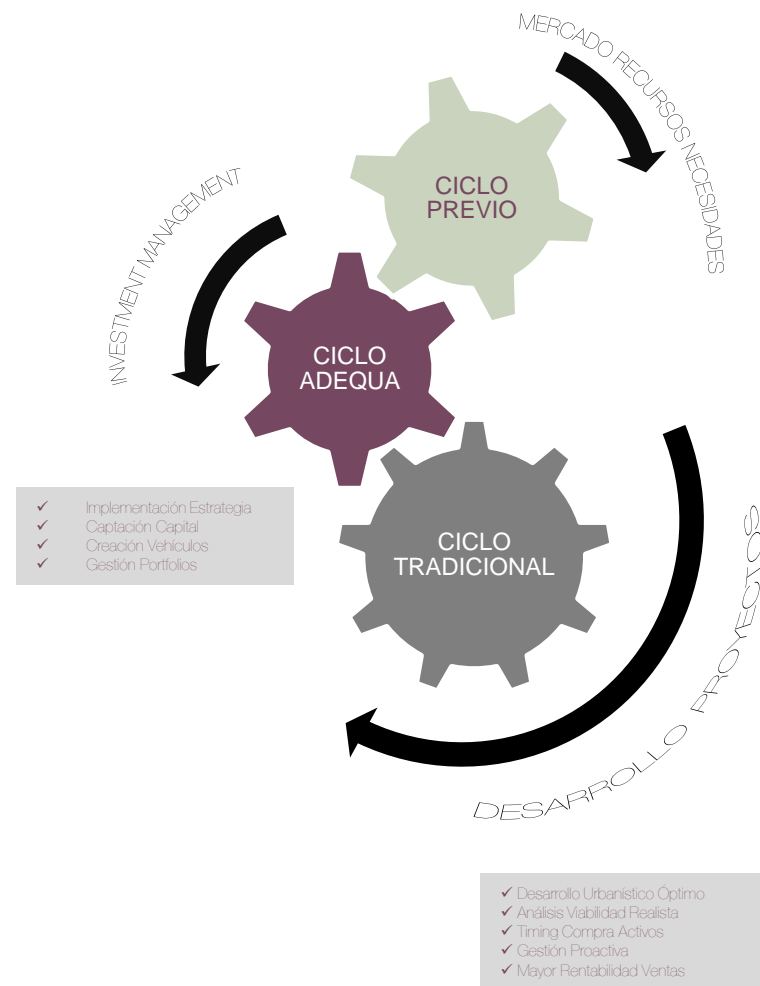 MERCADO RECURSOS NECESIDADES
CICLO
PREVIO
INVESTMENT MANAGEMENT
CICLO
ADEQUA
CICLO
TRADICIONAL
✓ Implementación Estrategia
✓ Captación Capital
✓ Creación Vehículos
✓ Gestión Portfolios
DESARROLLO PROYECTOS
✓ Desarrollo Urbanístico Óptimo
✓ Análisis Viabilidad Realista
✓ Timing Compra Activos
✓ Gestión Proactiva
✓ Mayor Rentabilidad Ventas